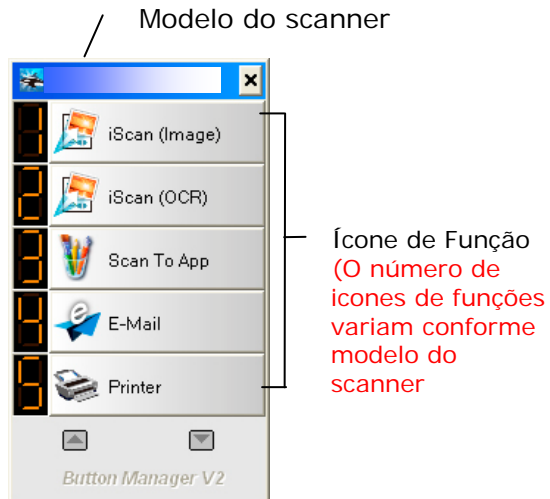 Modelo do scanner
1 iScan (Image)
2 iScan (OCR)
3 Scan To App
4 E-Mail
5 Printer
Button Manager V2
Ícone de Função
(O número de
icones de funções
variam conforme
modelo do
scanner